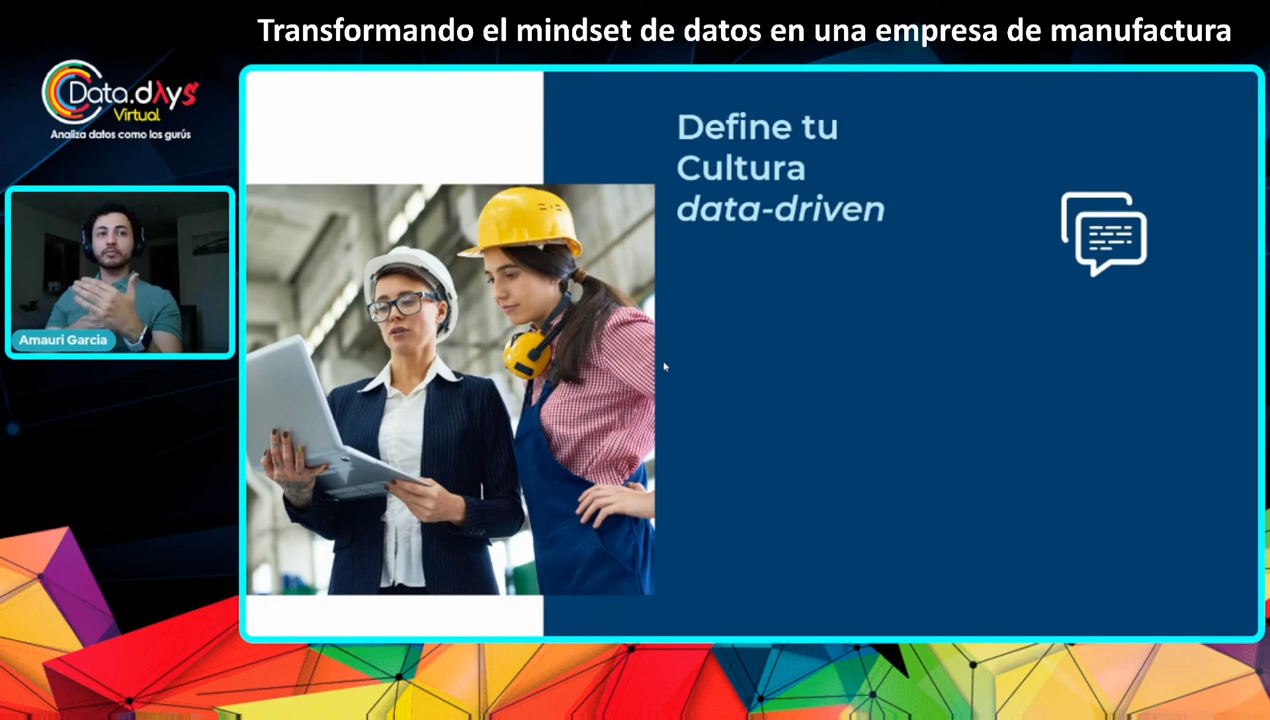 Transformando el mindset de datos en una empresa de manufactura
Data.dAys
Virtual
Analiza datos como los gurús
Amauri Garcia
Define tu
Cultura
data-driven